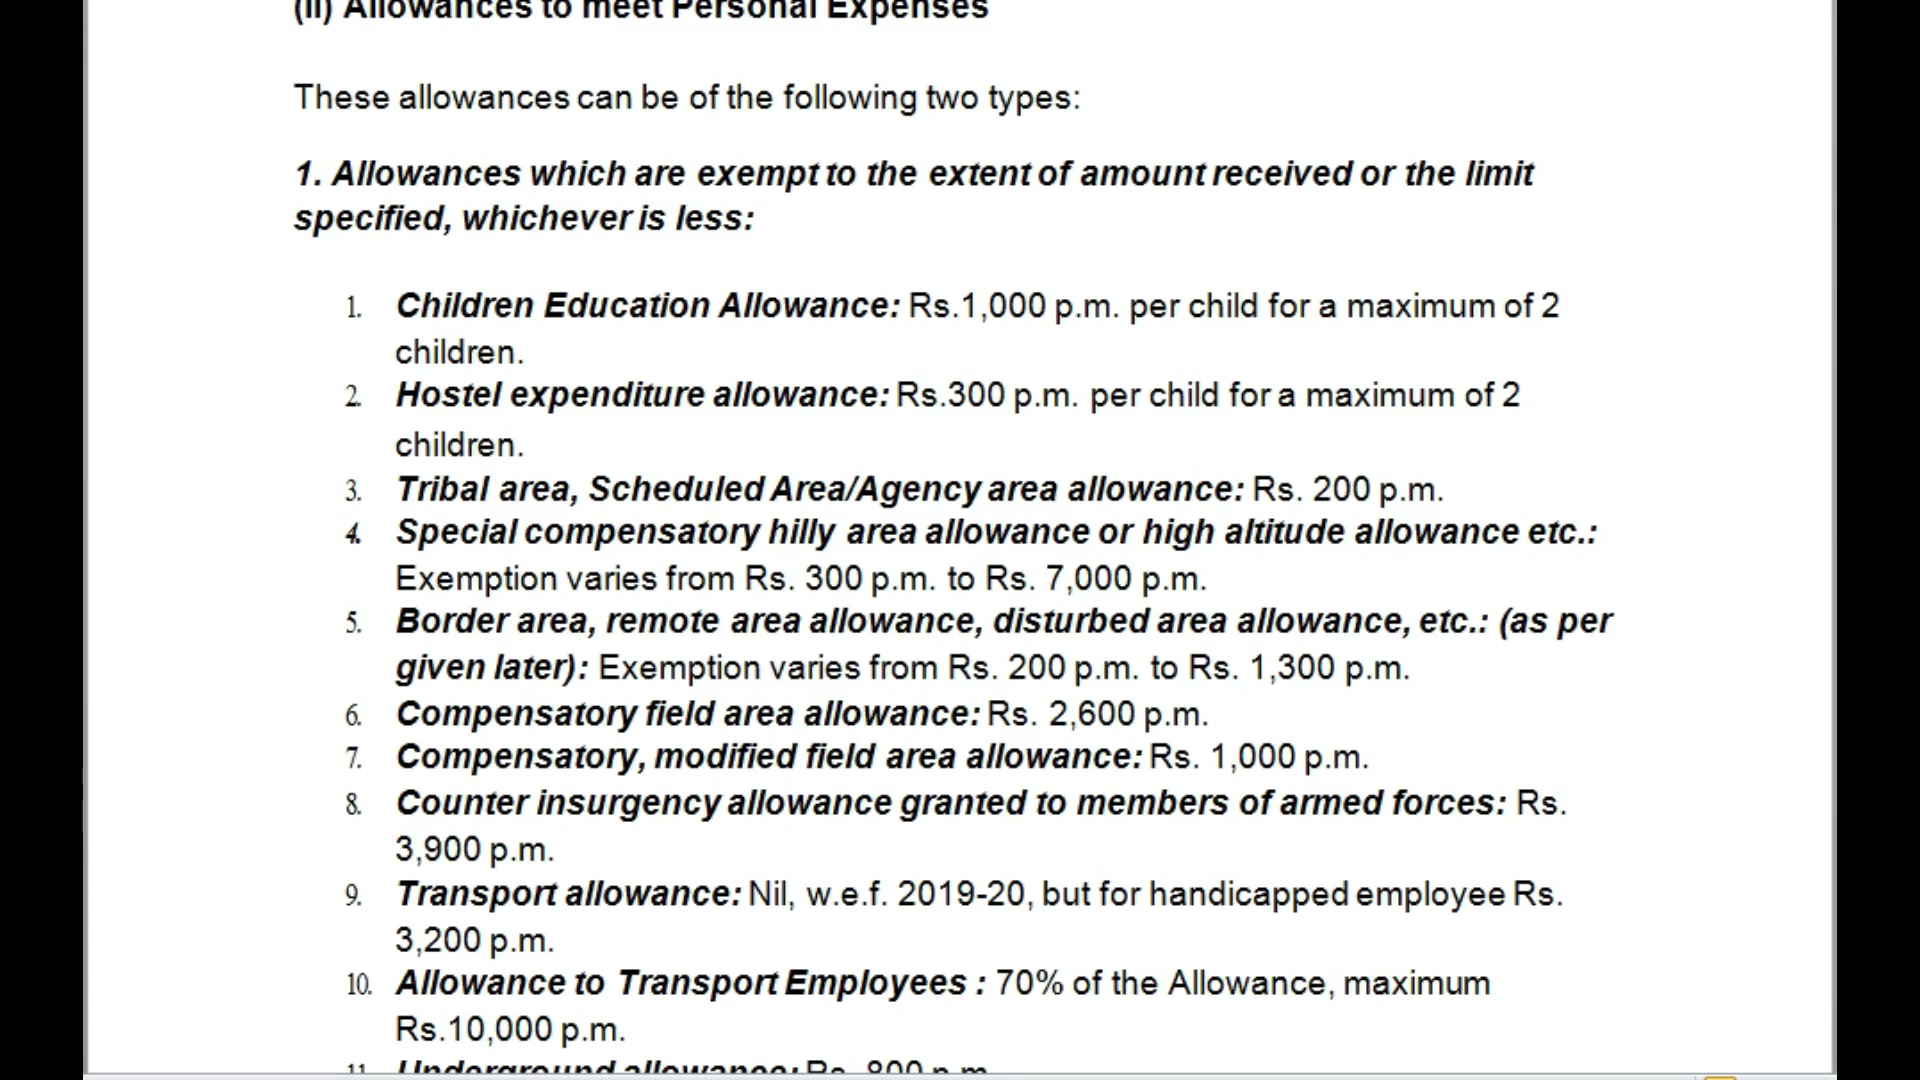 (ii) Allowances to meet Personal Expenses
These allowances can be of the following two types:
1. Allowances which are exempt to the extent of amount received or the limit
specified, whichever is less:
1. Children Education Allowance: Rs.1,000 p.m. per child for a maximum of 2
children.
2. Hostel expenditure allowance: Rs.300 p.m. per child for a maximum of 2
children.
3. Tribal area, Scheduled Area/Agency area allowance: Rs. 200 p.m.
4. Special compensatory hilly area allowance or high altitude allowance etc.:
Exemption varies from Rs. 300 p.m. to Rs. 7,000 p.m.
5. Border area, remote area allowance, disturbed area allowance, etc.: (as per
given later): Exemption varies from Rs. 200 p.m. to Rs. 1,300 p.m.
6. Compensatory field area allowance: Rs. 2,600 p.m.
7. Compensatory, modified field area allowance: Rs. 1,000 p.m.
8. Counter insurgency allowance granted to members of armed forces: Rs.
3,900 p.m.
9. Transport allowance: Nil, w.e.f. 2019-20, but for handicapped employee Rs.
3,200 p.m.
10. Allowance to Transport Employees : 70% of the Allowance, maximum
Rs.10,000 p.m.
11. Underground allowance: Rs. 800 p.m.